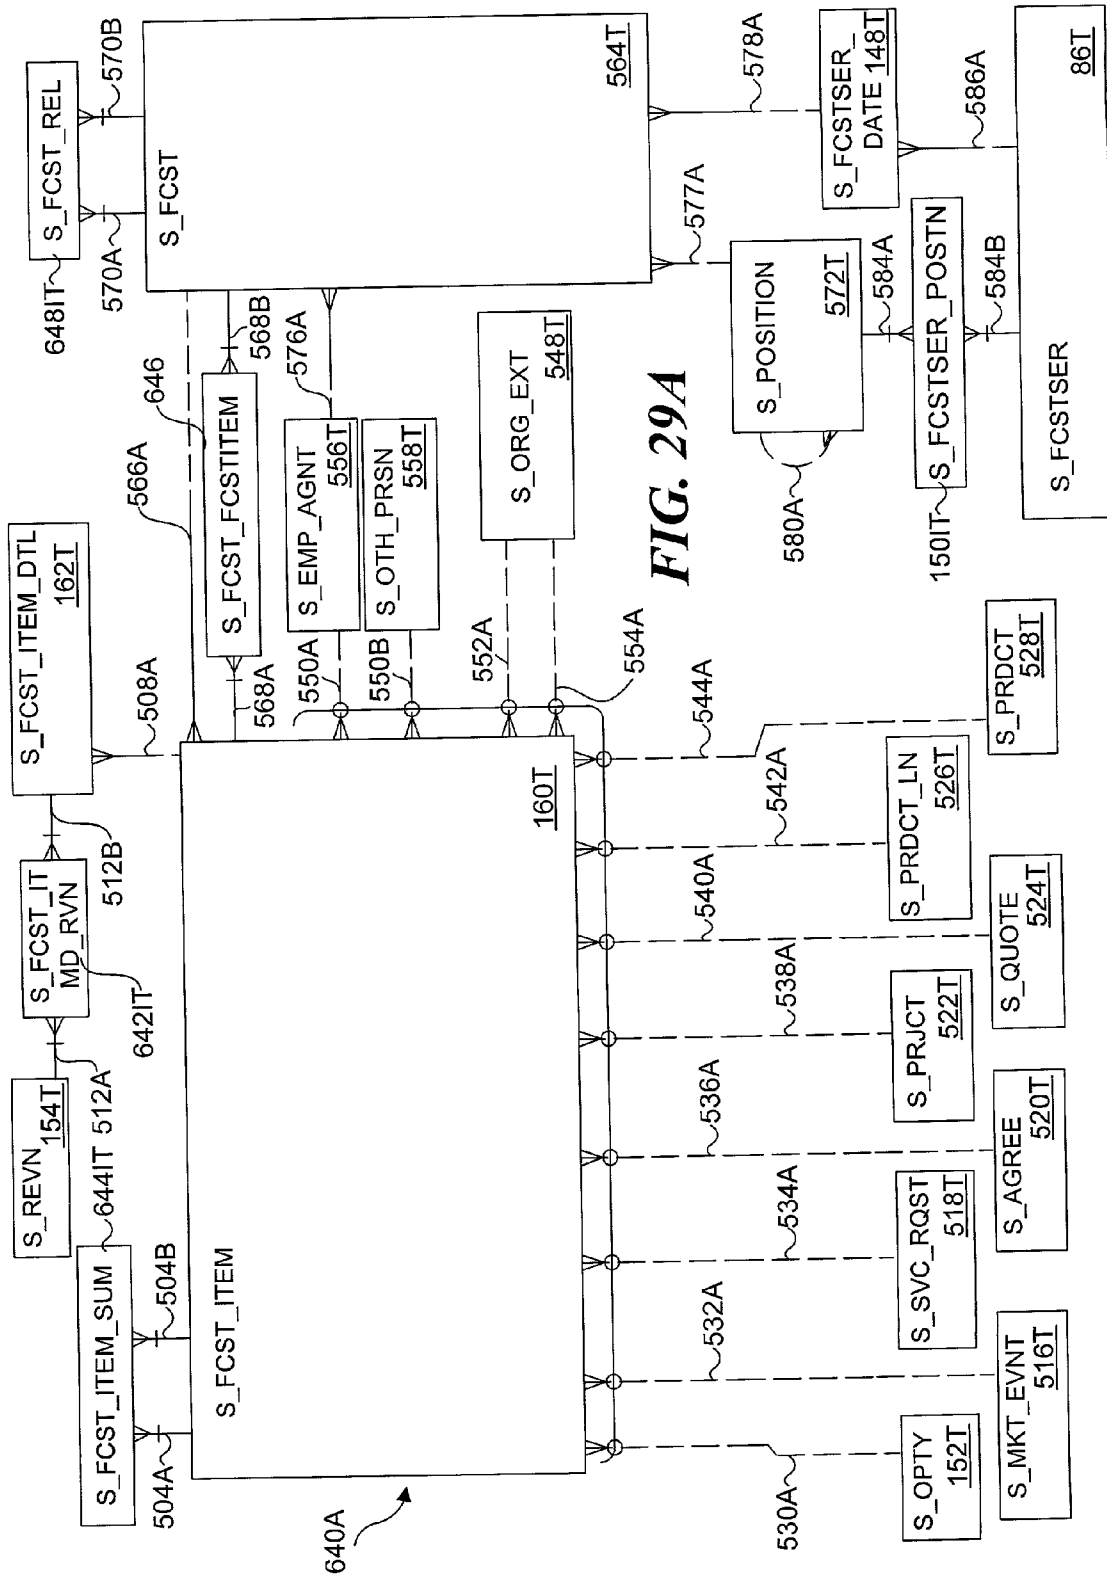 S_REVN
154T
512A
S_FCST_IT
MD_RVN
642IT
512B
S_FCST_ITEM_DTL
162T
508A
S_FCST_ITEM_SUM
644IT
504A
504B
640A
S_FCST_ITEM
160T
566A
646
S_FCST_FCSTITEM
568A
568B
648IT
S_FCST_REL
570A
570B
S_FCST
564T
S_EMP_AGNT
556T
550A
576A
S_OTH_PRSN
558T
550B
S_ORG_EXT
548T
552A
554A
FIG. 29A
577A
578A
S_FCSTSER_
DATE 148T
S_POSITION
572T
580A
584A
586A
150IT
S_FCSTSER_POSTN
584B
S_FCSTSER
86T
530A
532A
534A
536A
538A
540A
542A
544A
S_OPTY
152T
S_MKT_EVNT
516T
S_SVC_RQST
518T
S_AGREE
520T
S_PRJCT
522T
S_QUOTE
524T
S_PRDCT_LN
526T
S_PRDCT
528T